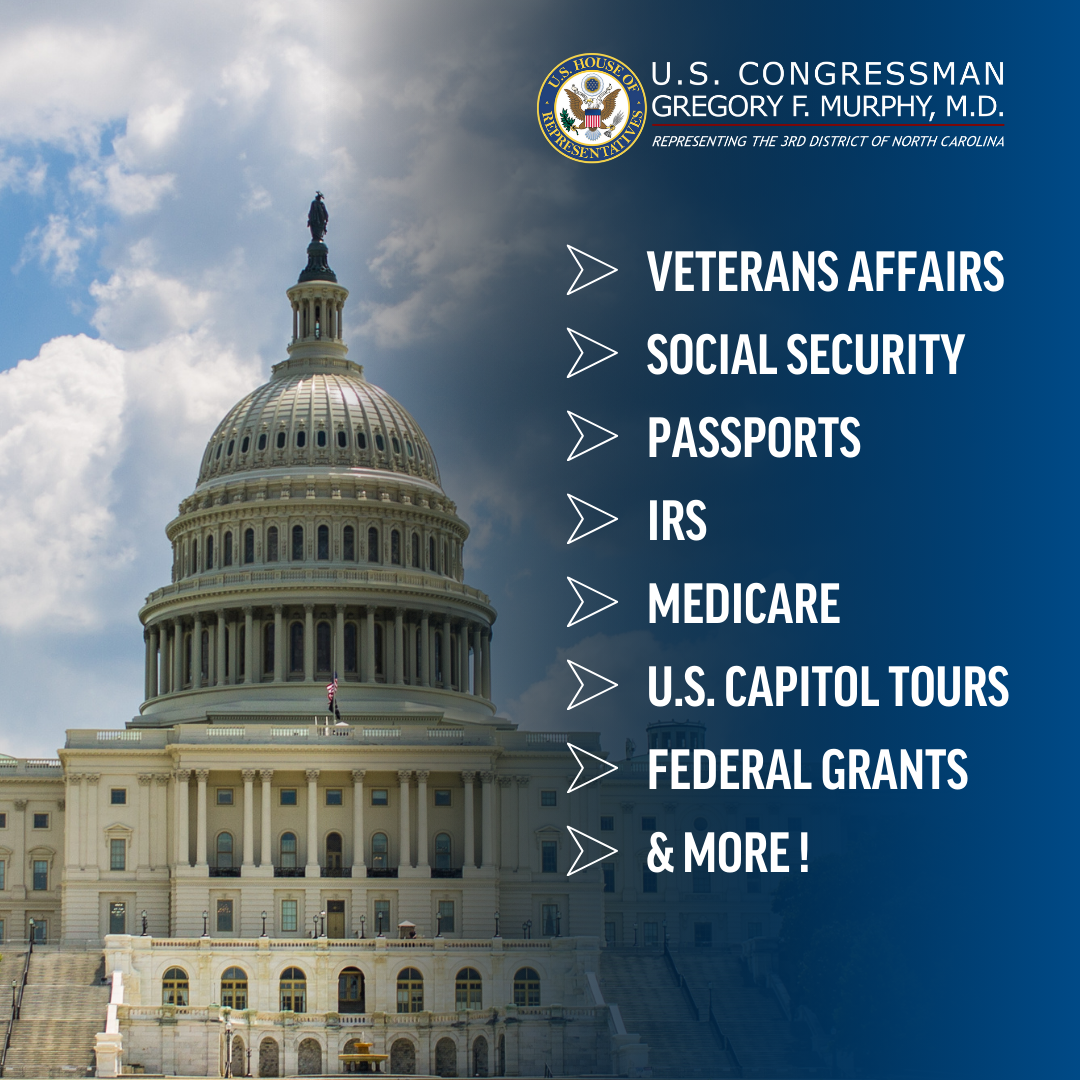 U.S. HOUSE OF
REPRESENTATIVES
U.S. CONGRESSMAN
GREGORY F. MURPHY, M.D.
REPRESENTING THE 3RD DISTRICT OF NORTH CAROLINA
VETERANS AFFAIRS
SOCIAL SECURITY
PASSPORTS
IRS
MEDICARE
U.S. CAPITOL TOURS
FEDERAL GRANTS
& MORE !